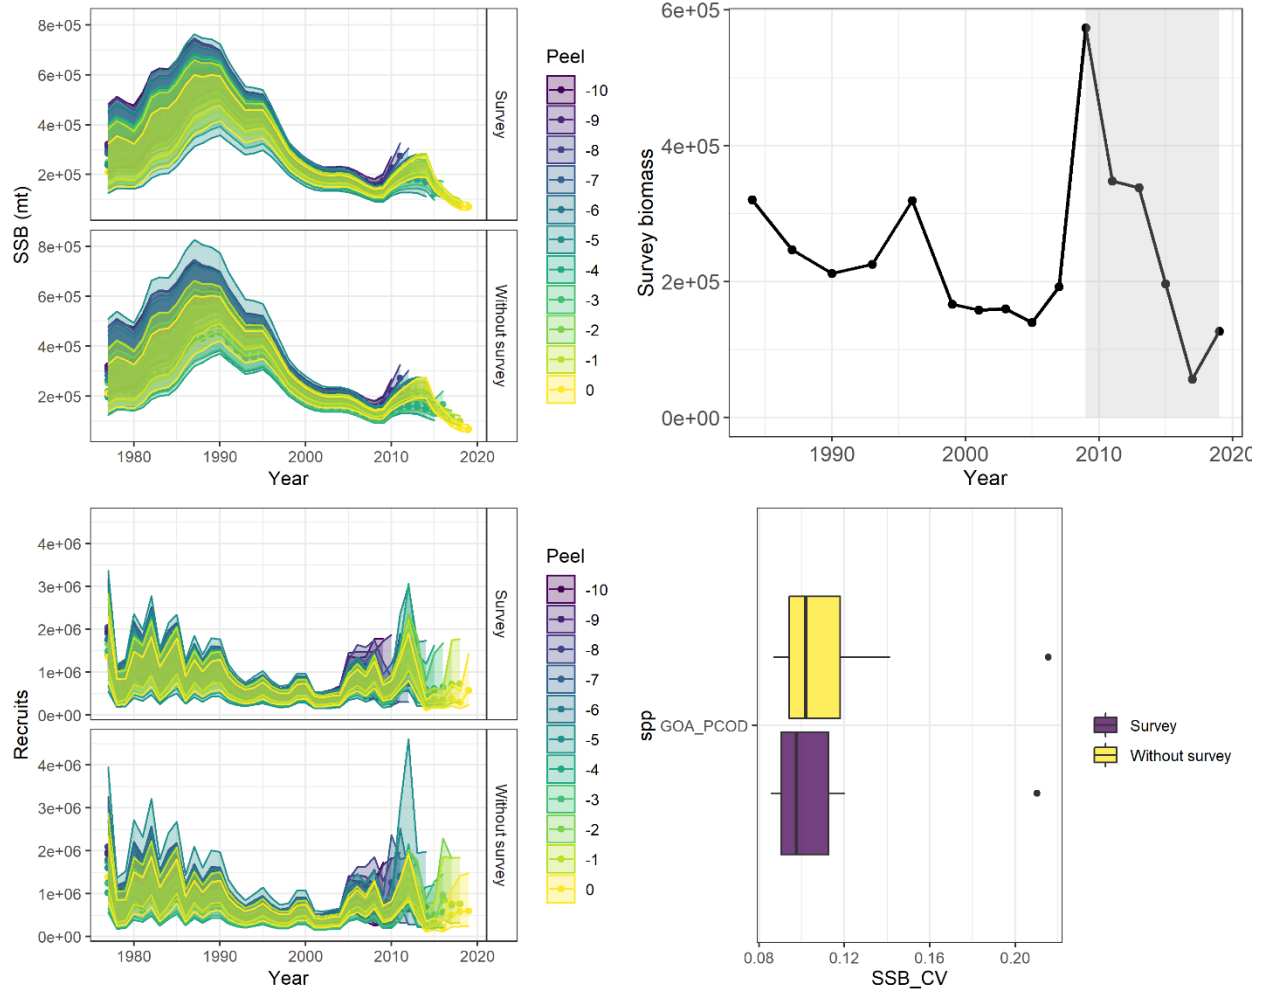 8e+05
6e+05
4e+05
2e+05
Survey
8e+05
6e+05
4e+05
2e+05
Without survey
SSB (mt)
1980
1990
2000
2010
2020
Year
Peel
-10
-9
-8
-7
-6
-5
-4
-3
-2
-1
0
6e+05
4e+05
2e+05
0e+00
Survey biomass
1990
2000
2010
2020
Year
4e+06
3e+06
2e+06
1e+06
0e+00
Survey
4e+06
3e+06
2e+06
1e+06
0e+00
Without survey
Recruits
1980
1990
2000
2010
2020
Year
Peel
-10
-9
-8
-7
-6
-5
-4
-3
-2
-1
0
spp
GOA_PCOD
0.08
0.12
0.16
0.20
SSB_CV
Survey
Without survey